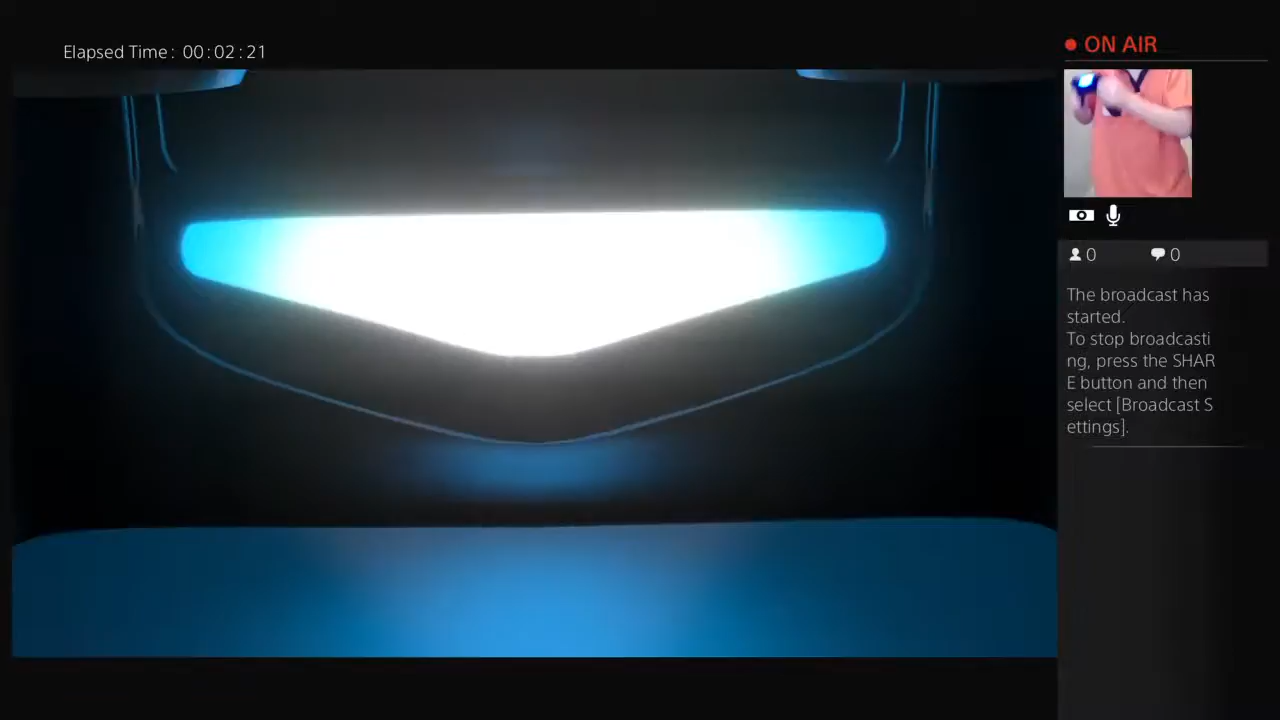 Elapsed Time: 00:02:21
ON AIR
0 0
The broadcast has
started.
To stop broadcasti
ng, press the SHAR
E button and then
select [Broadcast S
ettings].